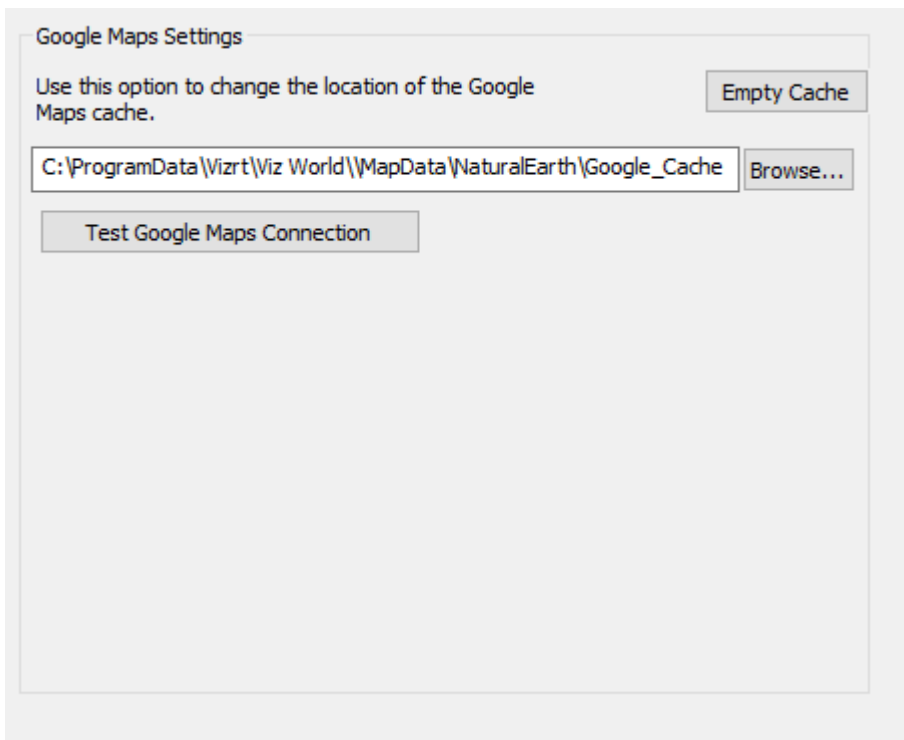 Google Maps Settings
Use this option to change the location of the Google
Maps cache.
Empty Cache
C:\ProgramData\Vizrt\Viz World\\MapData\NaturalEarth\Google_Cache
Browse...
Test Google Maps Connection